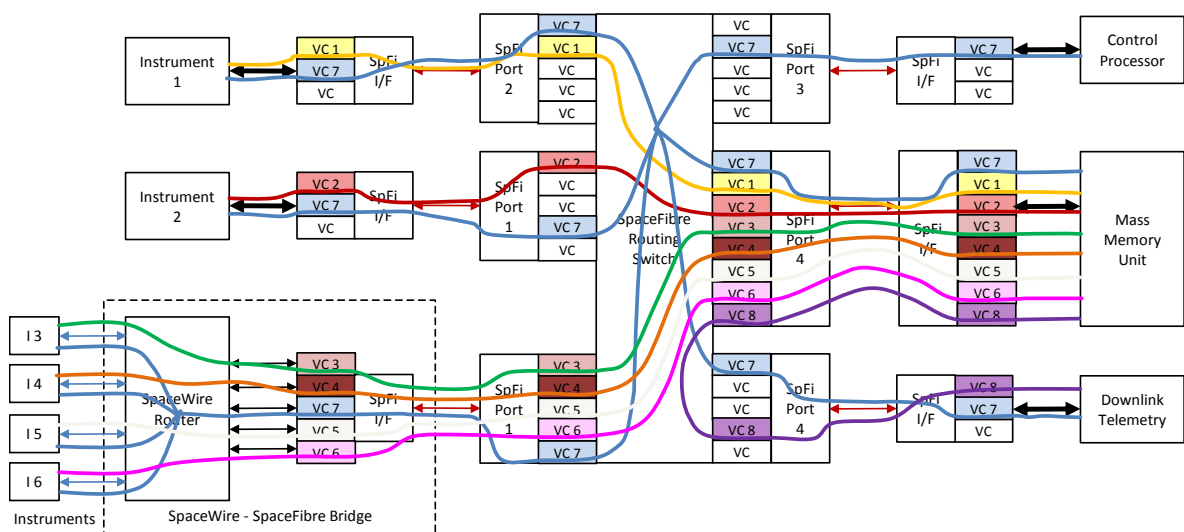 Instrument
1
VC 1
VC 7
VC
SpFi
I/F
SpFi
Port
2
VC 7
VC 1
VC
VC
VC
VC
VC 7
VC
VC
VC
SpFi
Port
3
SpFi
I/F
VC 7
VC
VC
Control
Processor
Instrument
2
VC 2
VC 7
VC
SpFi
I/F
SpFi
Port
1
VC 2
VC
VC
VC 7
VC
SpaceFibre
Routing
Switch
VC 7
VC 1
VC 2
VC 3
VC 4
VC 5
VC 6
VC 8
SpFi
Port
4
SpFi
I/F
VC 7
VC 1
VC 2
VC 3
VC 4
VC 5
VC 6
VC 8
Mass
Memory
Unit
I 3
I 4
I 5
I 6
Instruments
SpaceWire
Router
VC 3
VC 4
VC 7
VC 5
VC 6
SpFi
I/F
SpaceWire - SpaceFibre Bridge
SpFi
Port
1
VC 3
VC 4
VC 5
VC 6
VC 7
VC 7
VC
VC
VC 8
VC
SpFi
Port
4
SpFi
I/F
VC 8
VC 7
VC
Downlink
Telemetry